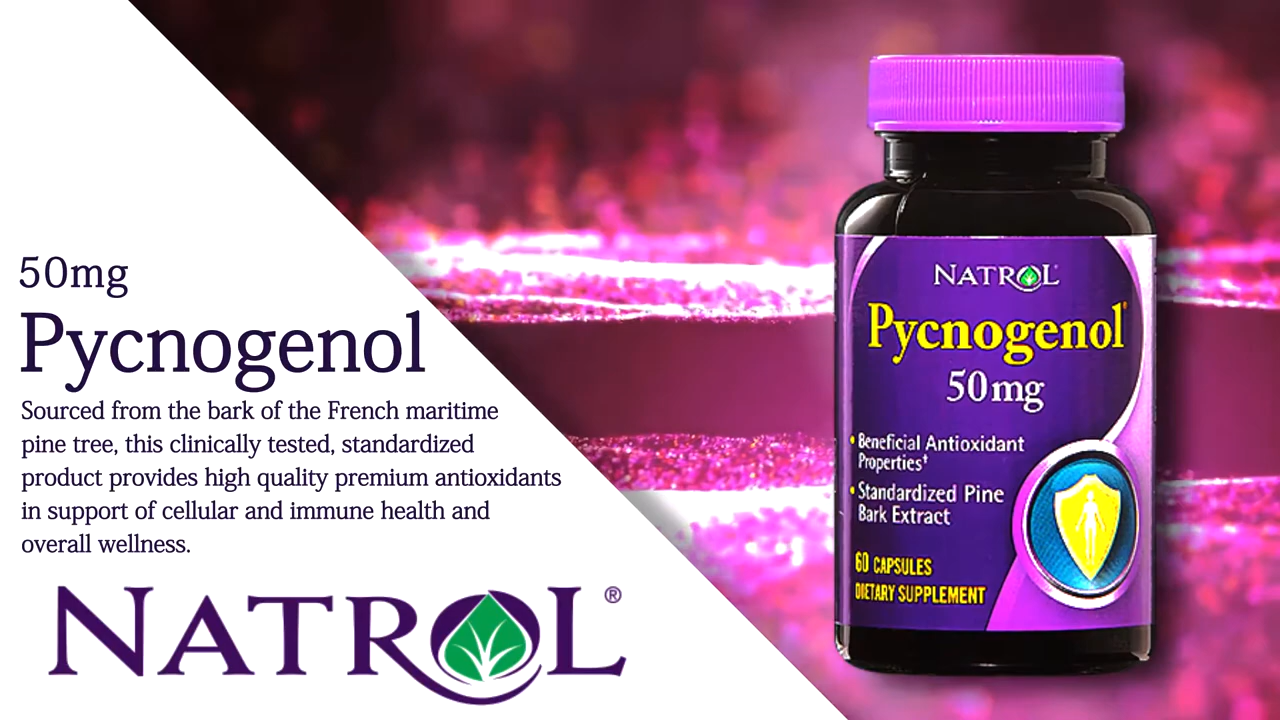 50mg
Pycnogenol
Sourced from the bark of the French maritime
pine tree, this clinically tested, standardized
product provides high quality premium antioxidants
in support of cellular and immune health and
overall wellness.
NATROL®
NATROL®
Pycnogenol®
50mg
• Beneficial Antioxidant
Properties†
• Standardized Pine
Bark Extract
60 CAPSULES
DIETARY SUPPLEMENT